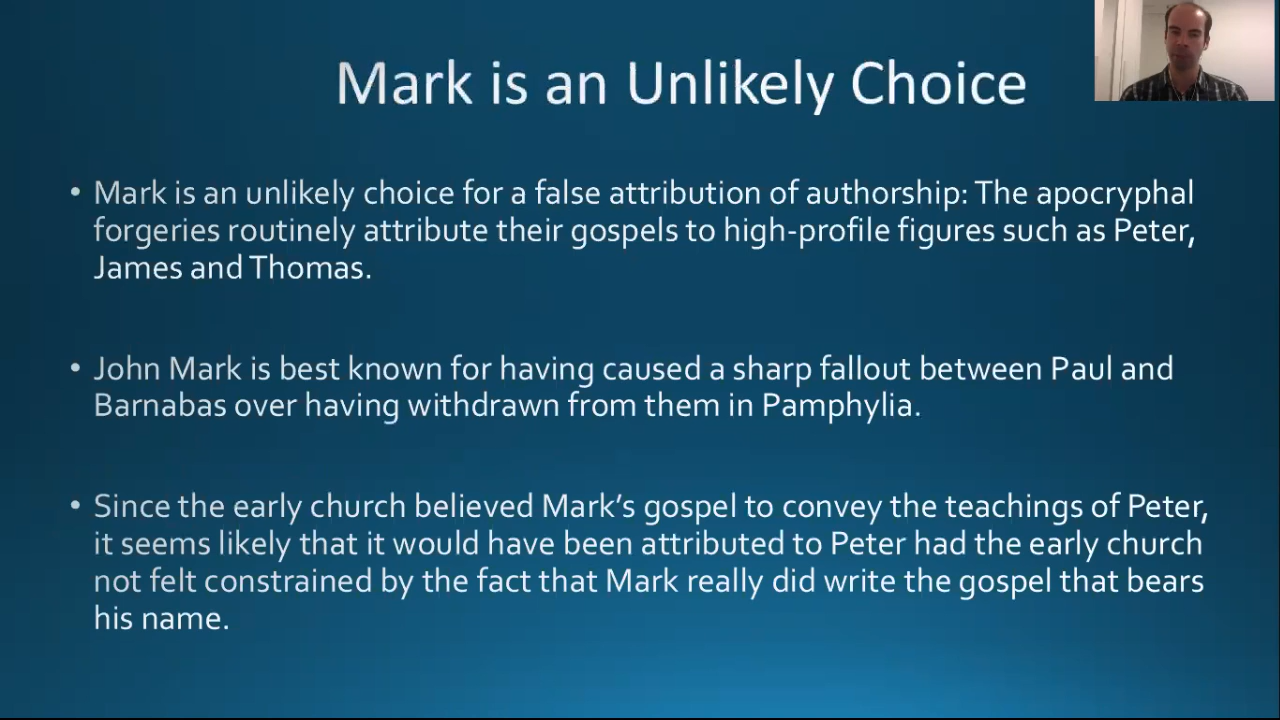 Mark is an Unlikely Choice
• Mark is an unlikely choice for a false attribution of authorship: The apocryphal
forgeries routinely attribute their gospels to high-profile figures such as Peter,
James and Thomas.
• John Mark is best known for having caused a sharp fallout between Paul and
Barnabas over having withdrawn from them in Pamphylia.
• Since the early church believed Mark’s gospel to convey the teachings of Peter,
it seems likely that it would have been attributed to Peter had the early church
not felt constrained by the fact that Mark really did write the gospel that bears
his name.